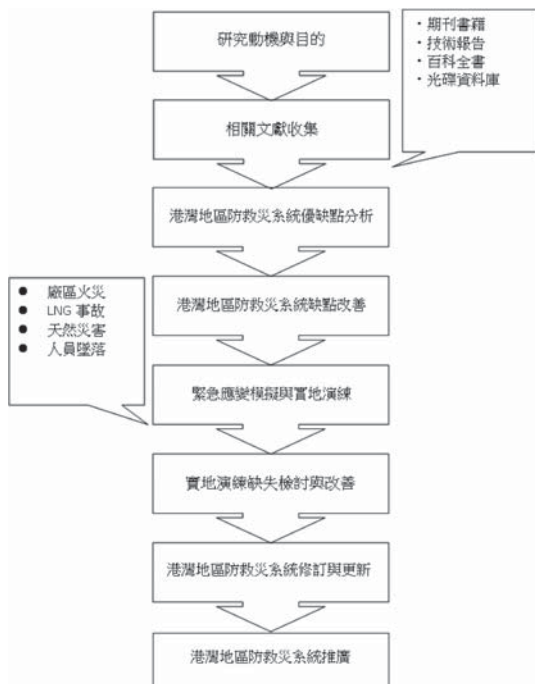 研究動機與目的
・期刊書籍
・技術報告
・百科全書
・光碟資料庫
相關文獻收集
港灣地區防救災系統優缺點分析
港灣地區防救災系統缺點改善
● 廠區火災
● LNG 事故
● 天然災害
● 人員墜落
緊急應變模擬與實地演練
實地演練缺失檢討與改善
港灣地區防救災系統修訂與更新
港灣地區防救災系統推廣